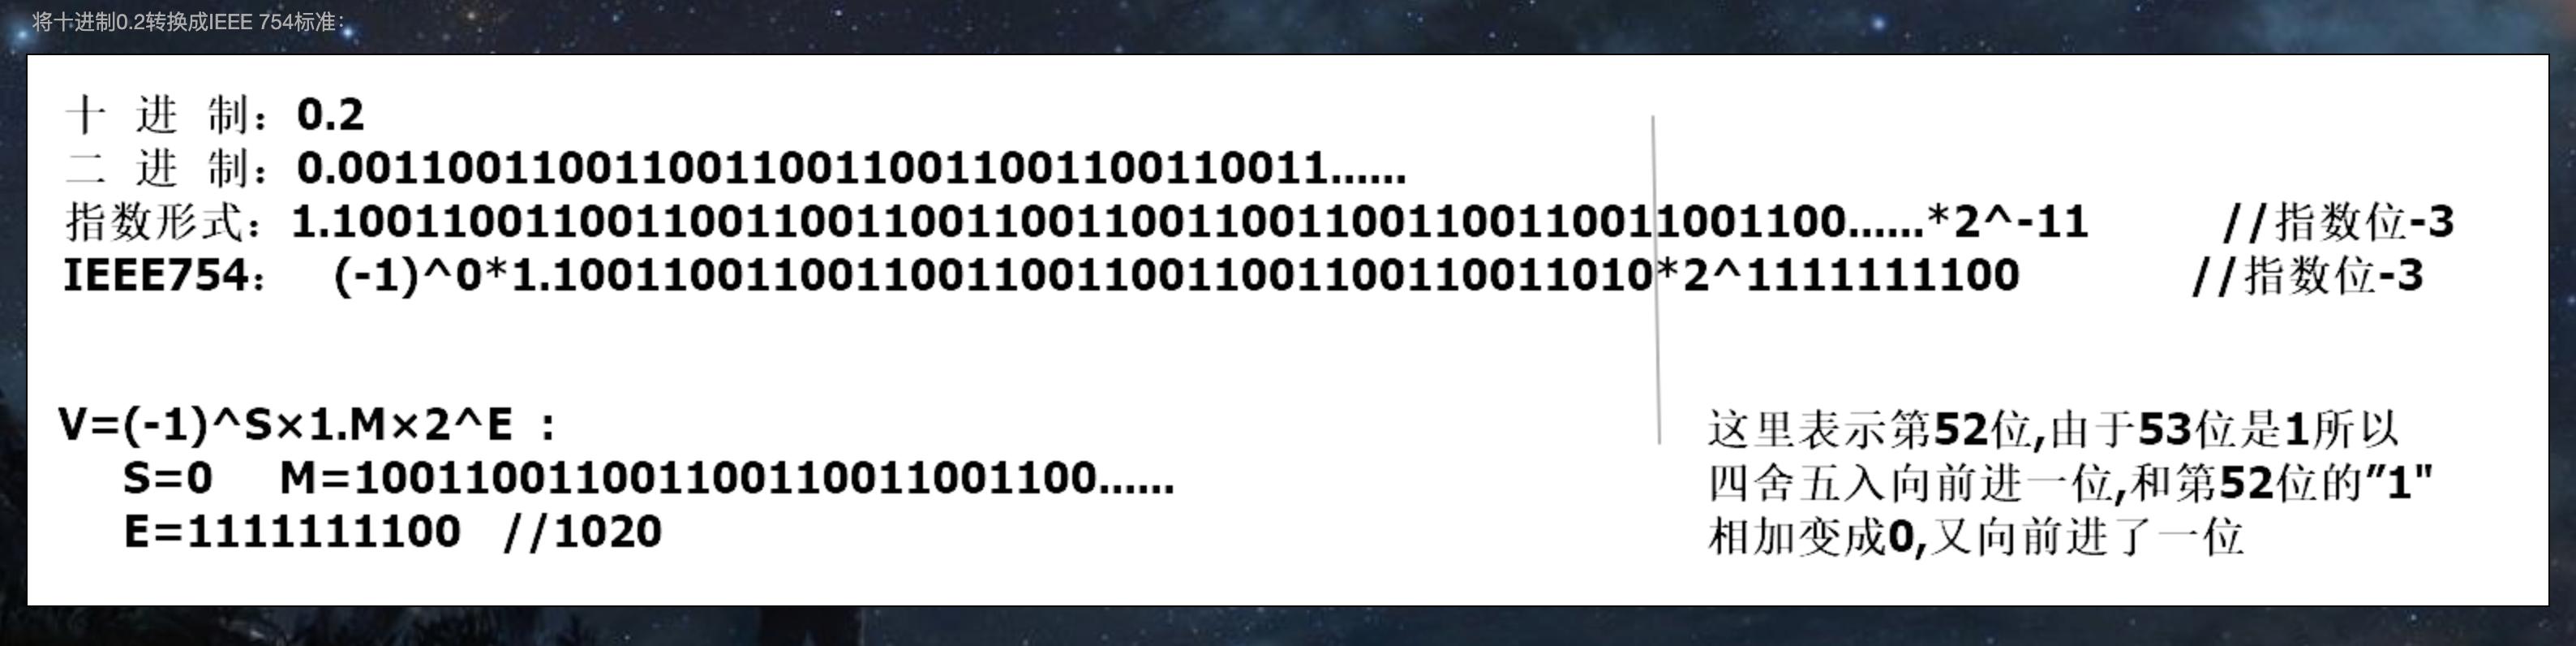 将十进制0.2转换成IEEE 754标准：
十 进 制：0.2
二 进 制：0.001100110011001100110011001100110011......
指数形式：1.1001100110011001100110011001100110011001100110011001100......*2^-11 //指数位-3
IEEE754： (-1)^0*1.1001100110011001100110011001100110011010*2^1111111100 //指数位-3
V=(-1)^S×1.M×2^E ：
S=0 M=100110011001100110011001100......
E=1111111100 //1020
这里表示第52位,由于53位是1所以
四舍五入向前进一位,和第52位的”1"
相加变成0,又向前进了一位